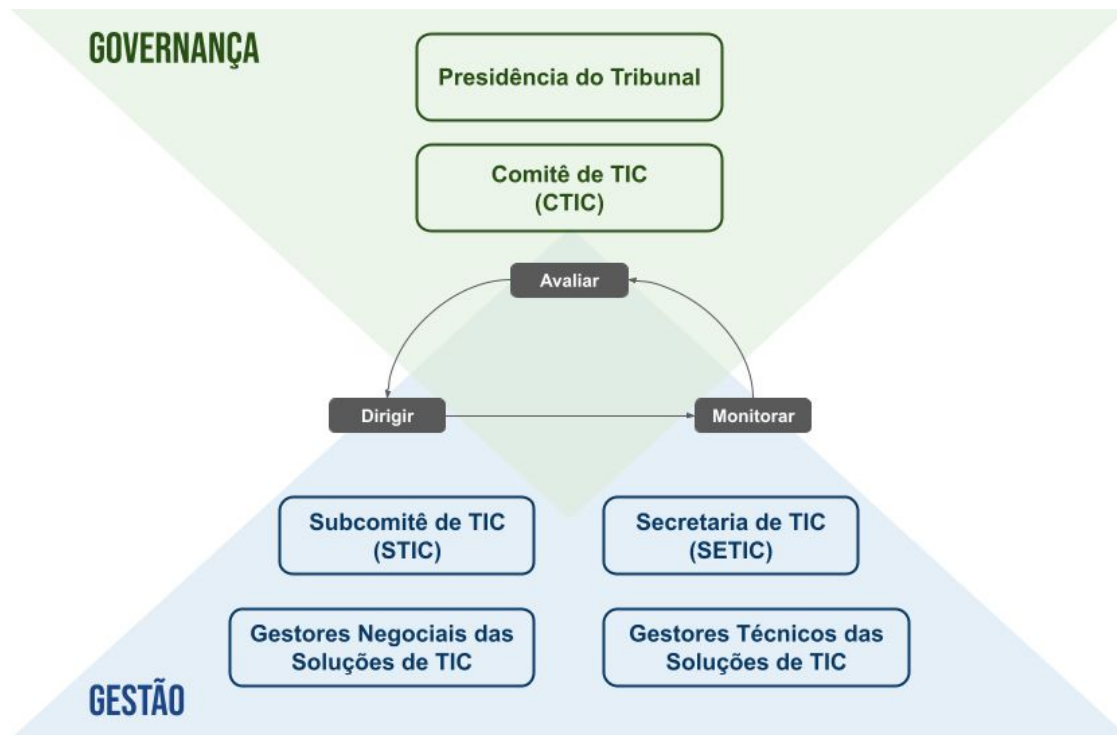 GOVERNANÇA
Presidência do Tribunal
Comitê de TIC
(CTIC)
Avaliar
Dirigir
Monitorar
Subcomitê de TIC
(STIC)
Secretaria de TIC
(SETIC)
Gestores Negociais das
Soluções de TIC
Gestores Técnicos das
Soluções de TIC
GESTÃO